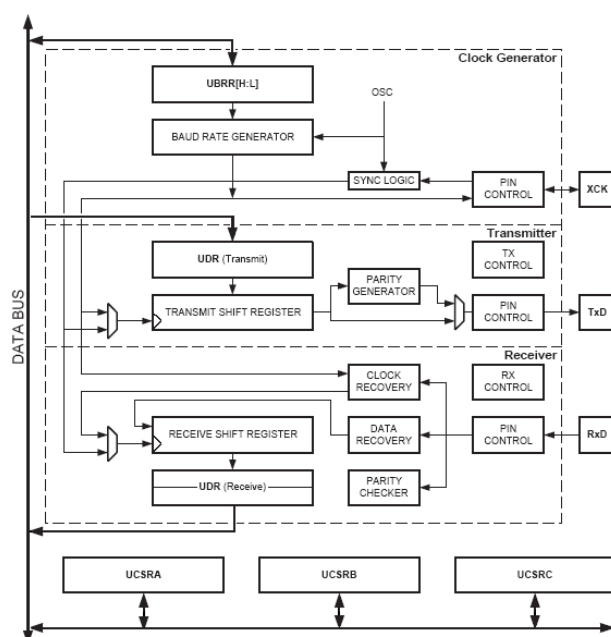 Clock Generator
UBRR[H:L]
OSC
BAUD RATE GENERATOR
SYNC LOGIC
PIN
CONTROL
XCK
Transmitter
UDR (Transmit)
TX
CONTROL
PARITY
GENERATOR
TRANSMIT SHIFT REGISTER
PIN
CONTROL
TxD
DATA BUS
Receiver
CLOCK
RECOVERY
RX
CONTROL
RECEIVE SHIFT REGISTER
DATA
RECOVERY
PIN
CONTROL
RxD
UDR (Receive)
PARITY
CHECKER
UCSRA
UCSRB
UCSRC